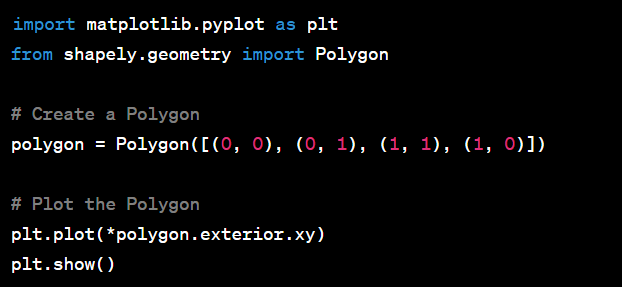 import matplotlib.pyplot as plt
from shapely.geometry import Polygon
# Create a Polygon
polygon = Polygon([(0, 0), (0, 1), (1, 1), (1, 0)])
# Plot the Polygon
plt.plot(*polygon.exterior.xy)
plt.show()